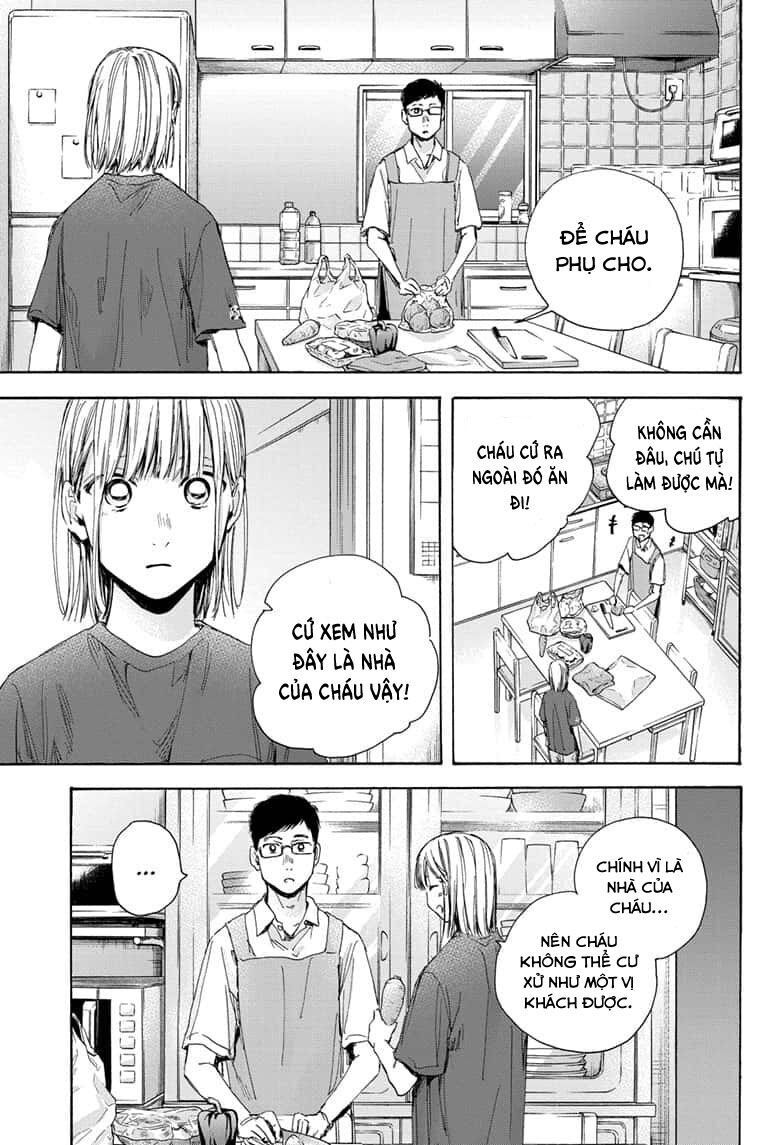 ĐỂ CHÁU
PHỤ CHO.
KHÔNG CẦN
ĐÂU, CHÚ TỰ
LÀM ĐƯỢC MÀ!
CHÁU CỨ RA
NGOÀI ĐÓ ĂN
ĐI!
CỨ XEM NHƯ
ĐÂY LÀ NHÀ
CỦA CHÁU VẬY!
CHÍNH VÌ LÀ
NHÀ CỦA
CHÁU...
NÊN CHÁU
KHÔNG THỂ CƯ
XỬ NHƯ MỘT VỊ
KHÁCH ĐƯỢC.
...